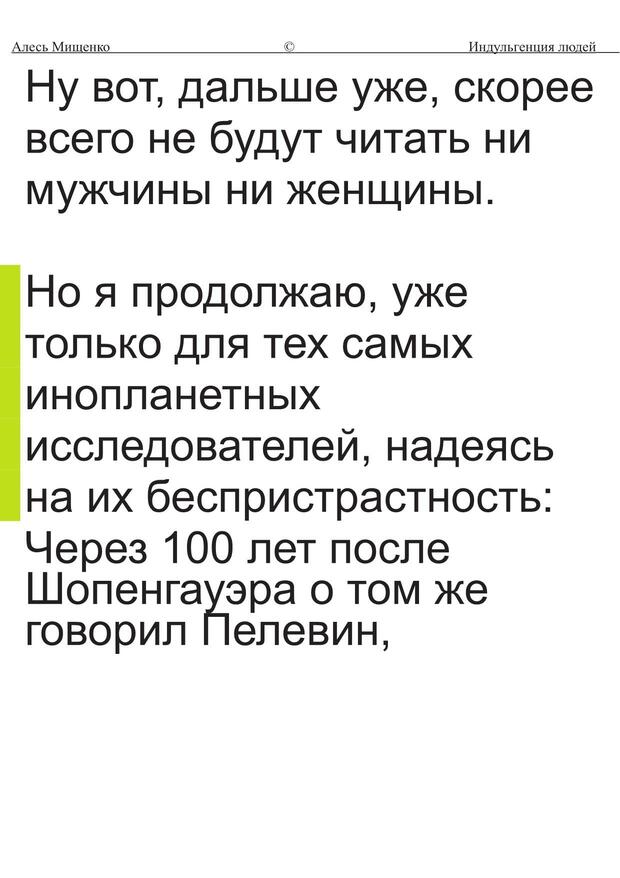 Алесь Мищенко © Индульгенция людей
Ну вот, дальше уже, скорее
всего не будут читать ни
мужчины ни женщины.
Но я продолжаю, уже
только для тех самых
инопланетных
исследователей, надеясь
на их беспристрастность:
Через 100 лет после
Шопенгауэра о том же
говорил Пелевин,